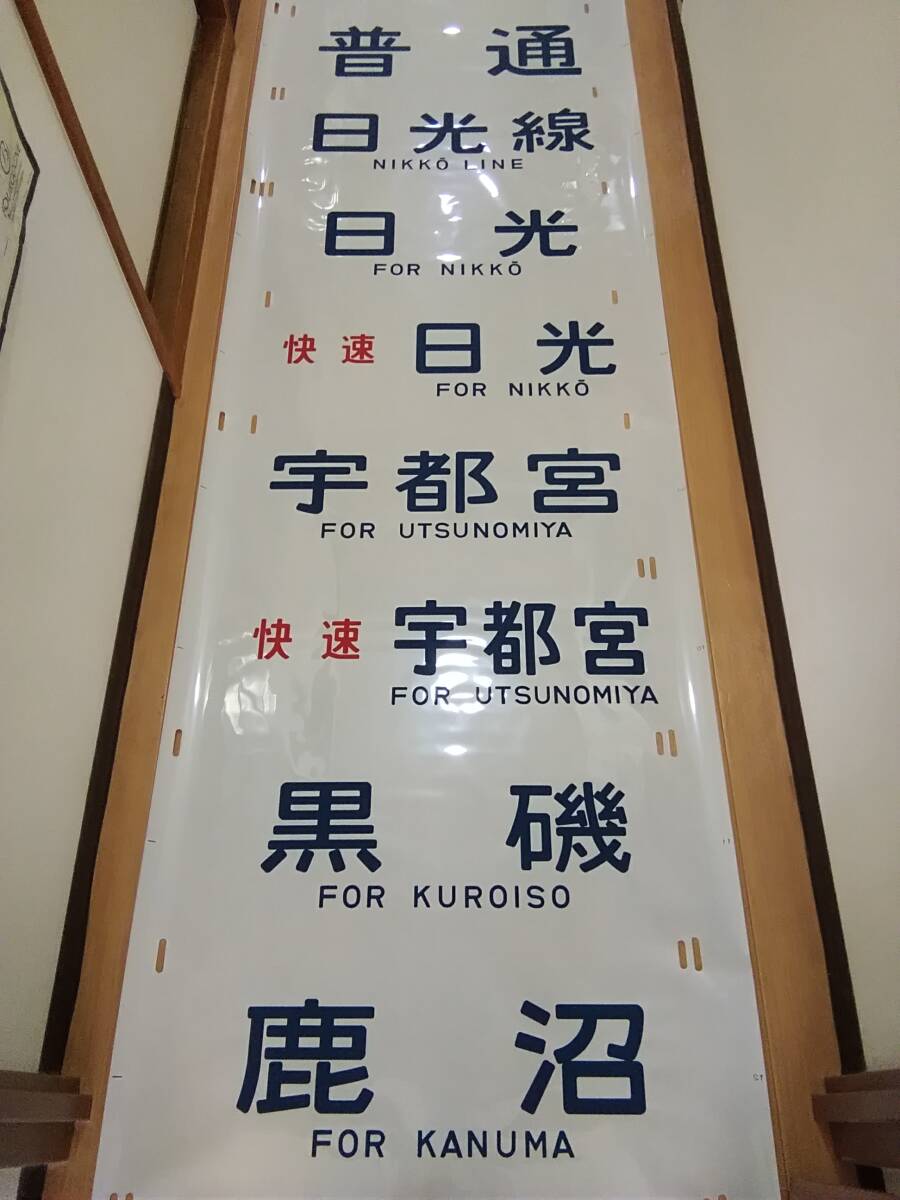 普通
日光線
NIKKŌ LINE
日光
FOR NIKKŌ
快速 日光
FOR NIKKŌ
宇都宮
FOR UTSUNOMIYA
快速 宇都宮
FOR UTSUNOMIYA
黒磯
FOR KUROISO
鹿沼
FOR KANUMA